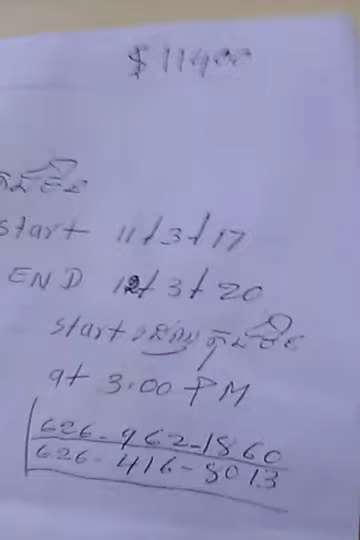 $ 11400
start 11/3/17
END 12/3/20
start
at 3:00 PM
626-962-1860
626-416-8013